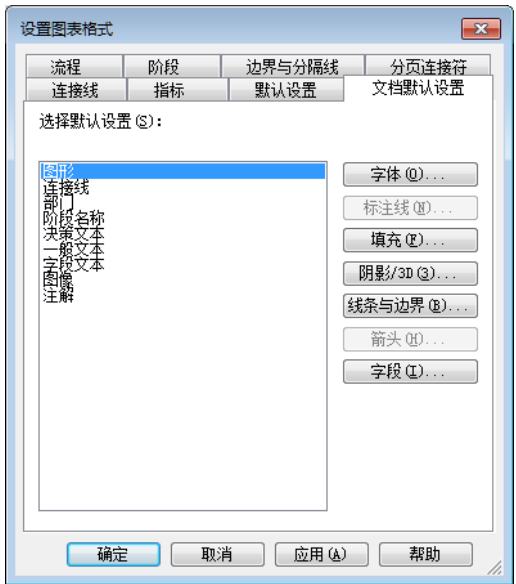 设置图表格式
流程 阶段 边界与分隔线 分页连接符
连接线 指标 默认设置 文档默认设置
选择默认设置(S):
图形
连接线
部门
阶段名称
决策文本
一般文本
字段文本
图像
注解
字体(O)...
标注线(N)...
填充(F)...
阴影/3D(3)...
线条与边界(B)...
箭头(H)...
字段(I)...
确定 取消 应用(A) 帮助